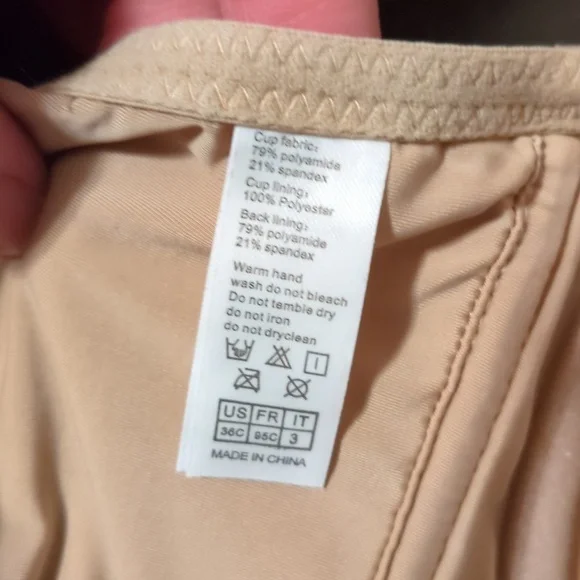 Cup fabric:
79% polyamide
21% spandex
Cup lining:
100% Polyester
Back lining:
79% polyamide
21% spandex
Warm hand
wash do not bleach
Do not temble dry
do not iron
do not dryclean
US FR IT
36C 95C 3
MADE IN CHINA